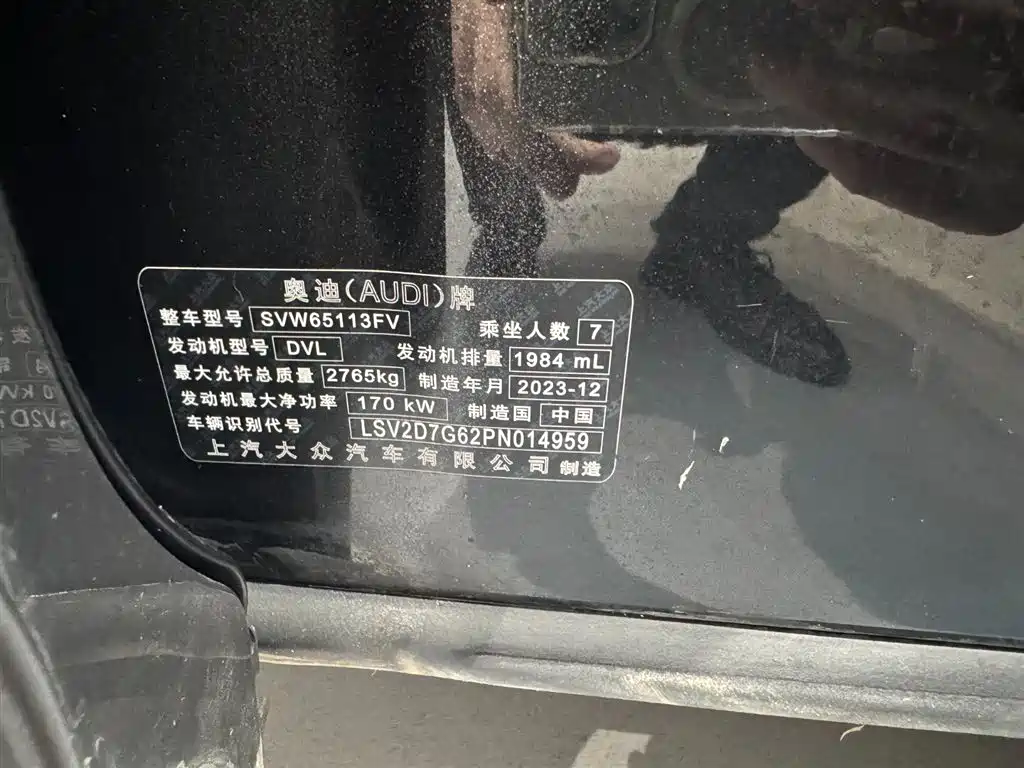 奥迪(AUDI)牌
整车型号 SVW65113FV 乘坐人数 7
发动机型号 DVL 发动机排量 1984 mL
最大允许总质量 2765kg 制造年月 2023-12
发动机最大净功率 170 kW 制造国 中国
车辆识别代号 LSV2D7G62PN014959
上汽大众汽车有限公司 制造